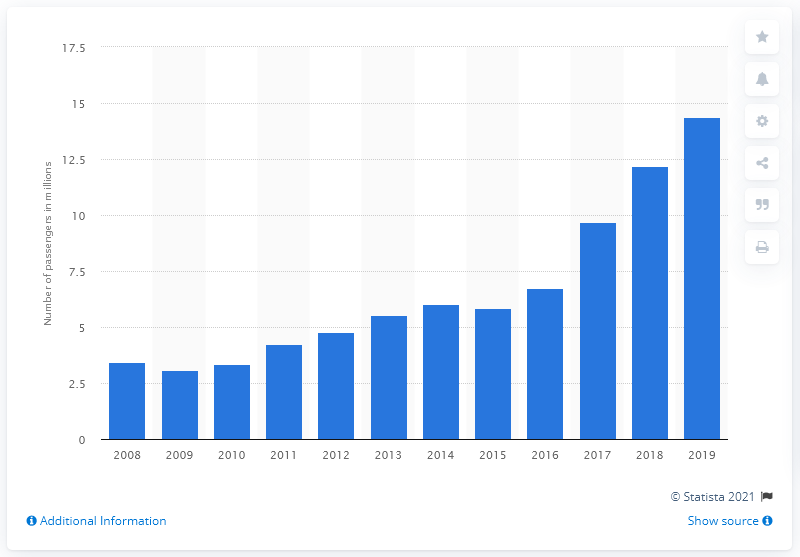 17.5
15
12.5
10
7.5
5
2.5
0
Number of passengers in millions
2008 2009 2010 2011 2012 2013 2014 2015 2016 2017 2018 2019
© Statista 2021
Additional Information
Show source